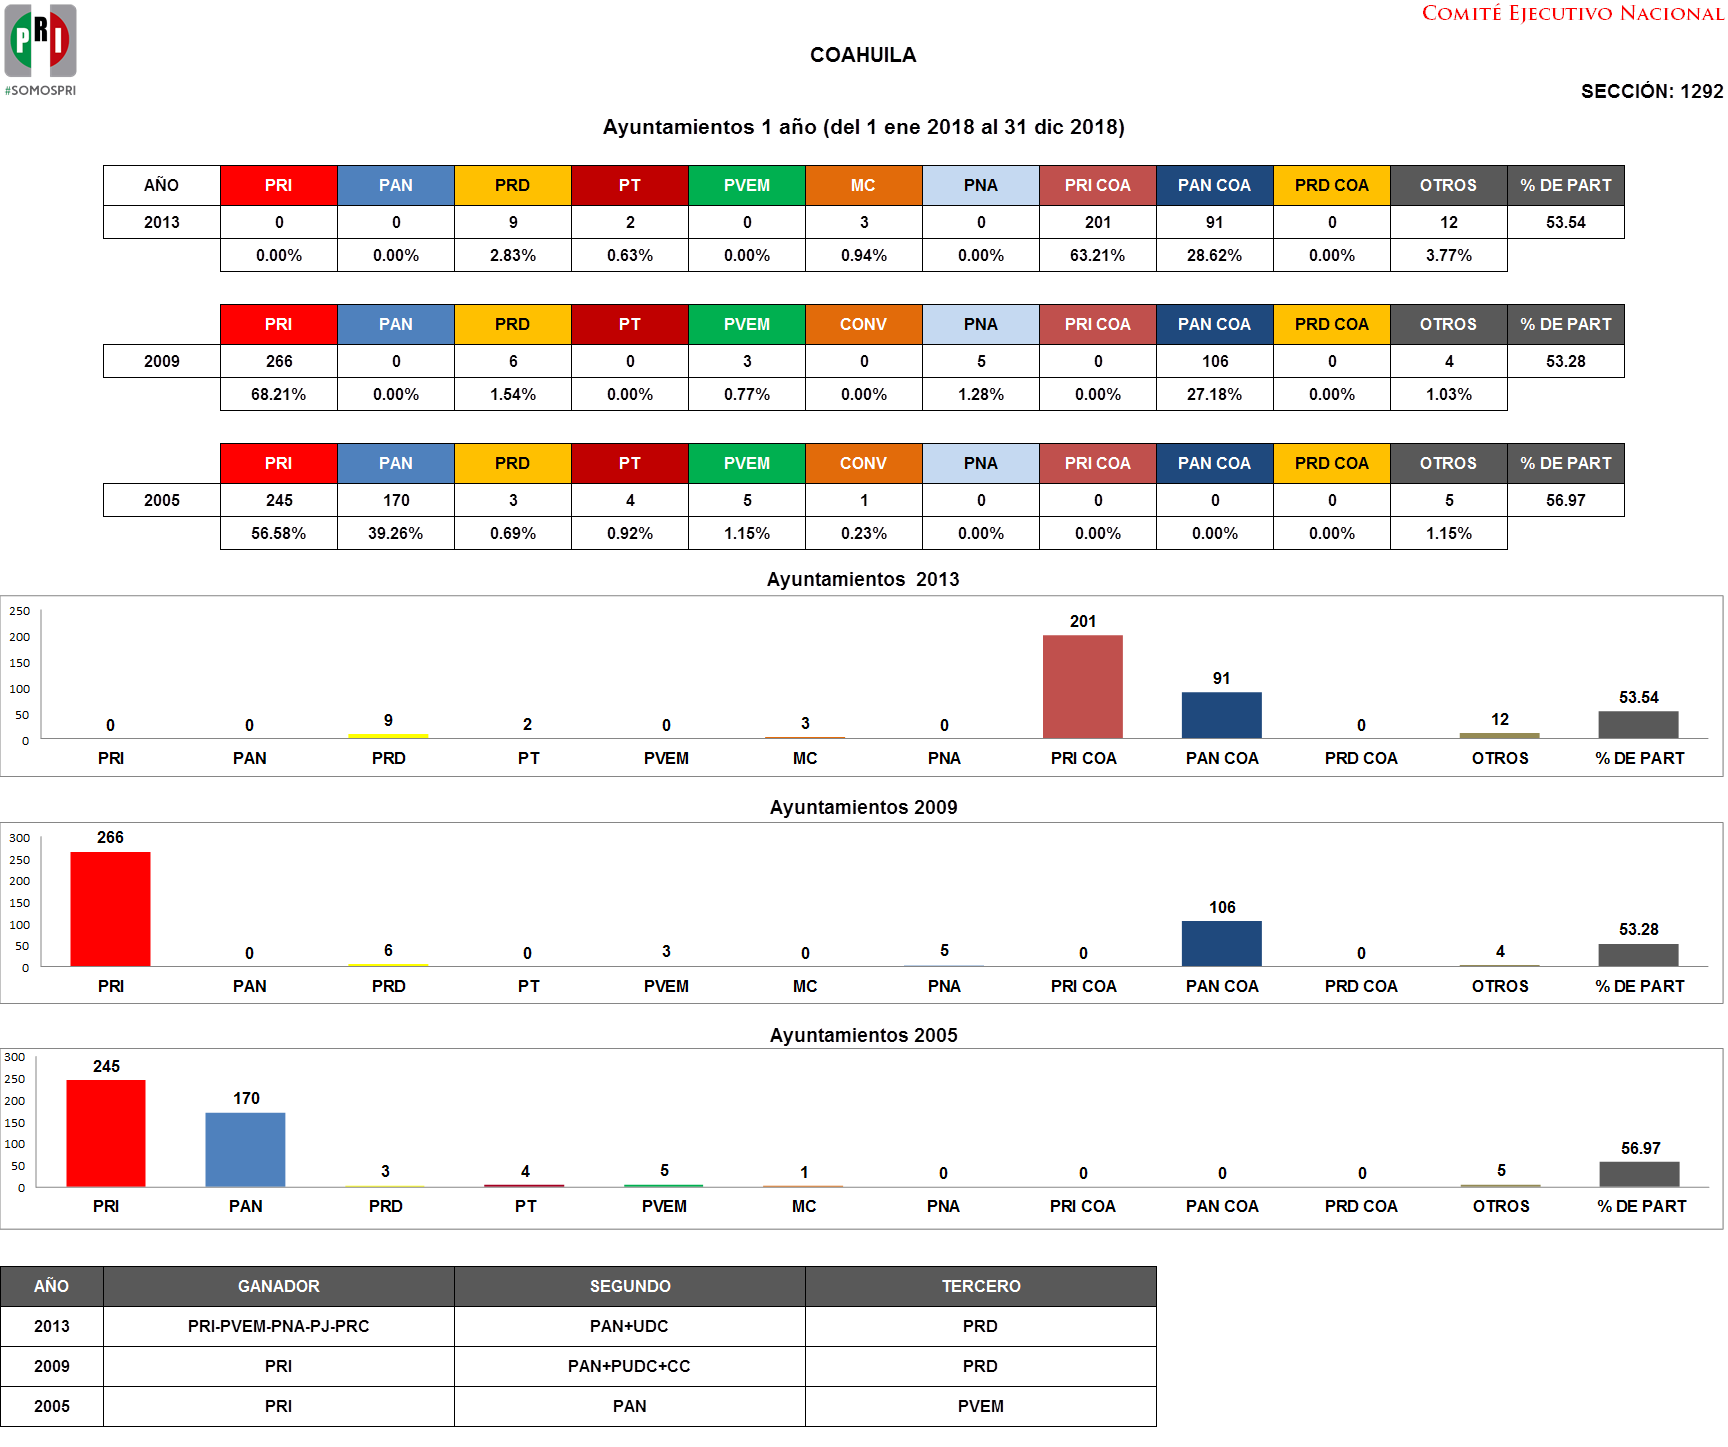 PRI
#SOMOSPRI
COMITÉ EJECUTIVO NACIONAL
COAHUILA
SECCIÓN: 1292
Ayuntamientos 1 año (del 1 ene 2018 al 31 dic 2018)
AÑO PRI PAN PRD PT PVEM MC PNA PRI COA PAN COA PRD COA OTROS % DE PART
2013 0 0 9 2 0 3 0 201 91 0 12 53.54
0.00% 0.00% 2.83% 0.63% 0.00% 0.94% 0.00% 63.21% 28.62% 0.00% 3.77%
PRI PAN PRD PT PVEM CONV PNA PRI COA PAN COA PRD COA OTROS % DE PART
2009 266 0 6 0 3 0 5 0 106 0 4 53.28
68.21% 0.00% 1.54% 0.00% 0.77% 0.00% 1.28% 0.00% 27.18% 0.00% 1.03%
PRI PAN PRD PT PVEM CONV PNA PRI COA PAN COA PRD COA OTROS % DE PART
2005 245 170 3 4 5 1 0 0 0 0 5 56.97
56.58% 39.26% 0.69% 0.92% 1.15% 0.23% 0.00% 0.00% 0.00% 0.00% 1.15%
Ayuntamientos 2013
250
200
150
100
50
0
0 0 9 2 0 3 0 201 91 0 12 53.54
PRI PAN PRD PT PVEM MC PNA PRI COA PAN COA PRD COA OTROS % DE PART
Ayuntamientos 2009
300
250
200
150
100
50
0
266 0 6 0 3 0 5 0 106 0 4 53.28
PRI PAN PRD PT PVEM MC PNA PRI COA PAN COA PRD COA OTROS % DE PART
Ayuntamientos 2005
300
250
200
150
100
50
0
245 170 3 4 5 1 0 0 0 0 5 56.97
PRI PAN PRD PT PVEM MC PNA PRI COA PAN COA PRD COA OTROS % DE PART
AÑO GANADOR SEGUNDO TERCERO
2013 PRI-PVEM-PNA-PJ-PRC PAN+UDC PRD
2009 PRI PAN+PUDC+CC PRD
2005 PRI PAN PVEM